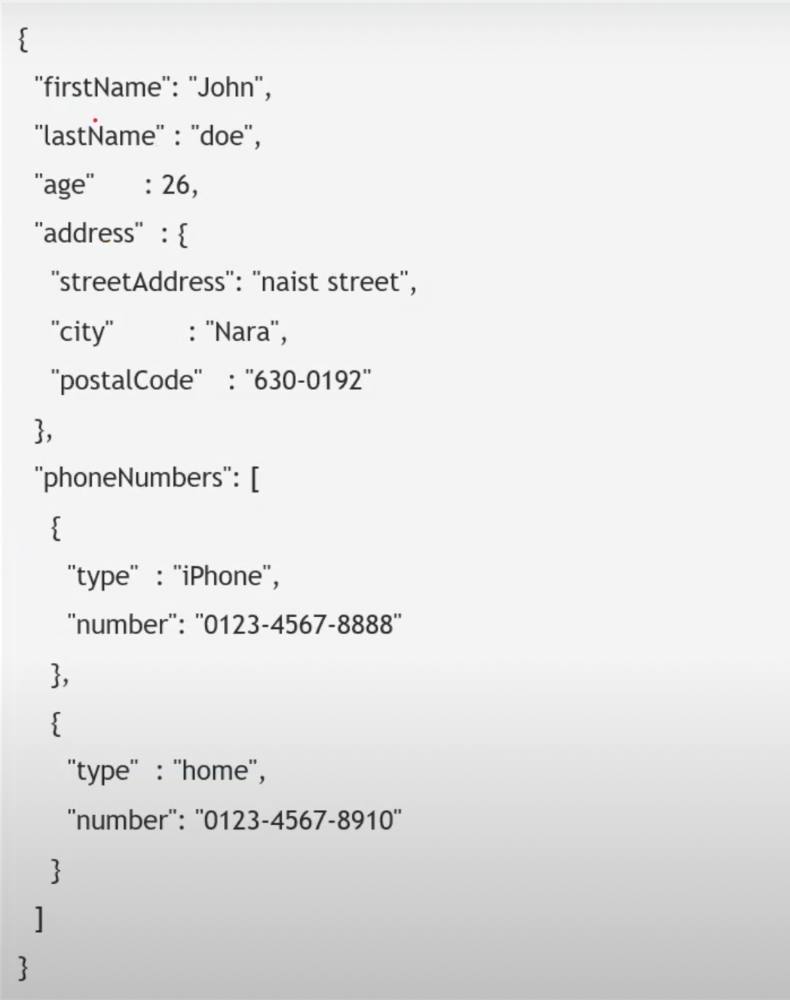 {
"firstName": "John",
"lastName" : "doe",
"age" : 26,
"address" : {
"streetAddress": "naist street",
"city" : "Nara",
"postalCode" : "630-0192"
},
"phoneNumbers": [
{
"type" : "iPhone",
"number": "0123-4567-8888"
},
{
"type" : "home",
"number": "0123-4567-8910"
}
]
}